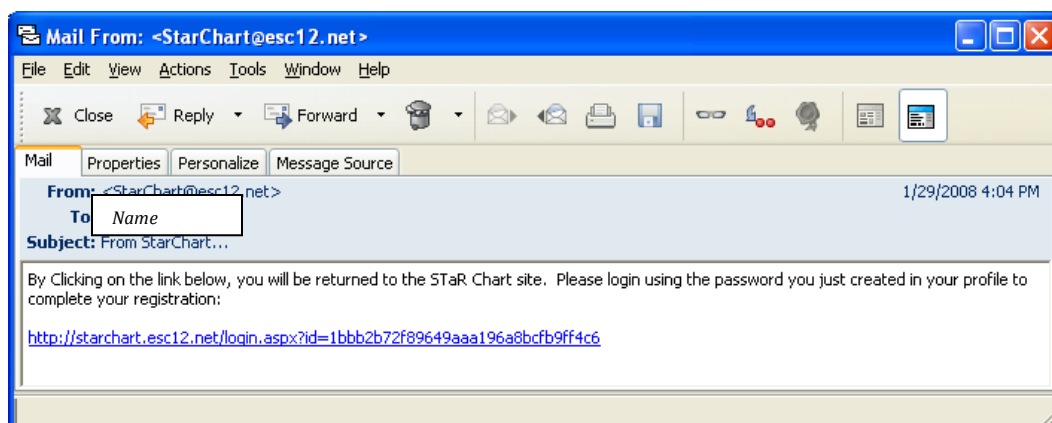 Mail From: <StarChart@esc12.net>
File Edit View Actions Tools Window Help
Close Reply Forward
Mail Properties Personalize Message Source
From: <StarChart@esc12.net> 1/29/2008 4:04 PM
To Name
Subject: From StarChart...
By Clicking on the link below, you will be returned to the STaR Chart site.  Please login using the password you just created in your profile to
complete your registration:
http://starchart.esc12.net/login.aspx?id=1bbb2b72f89649aaa196a8bcfb9ff4c6